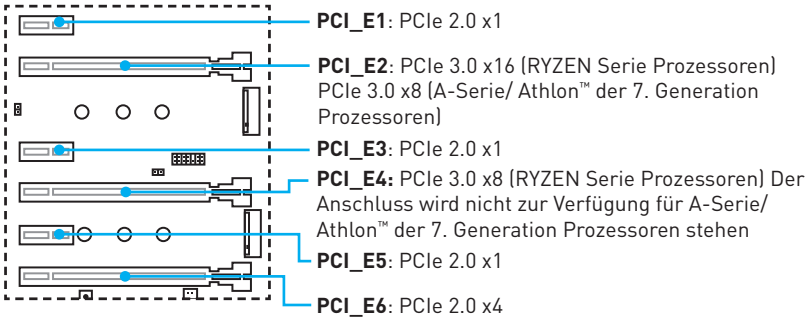 PCI_E1: PCIe 2.0 x1
PCI_E2: PCIe 3.0 x16 (RYZEN Serie Prozessoren)
PCIe 3.0 x8 (A-Serie/ Athlon™ der 7. Generation
Prozessoren)
PCI_E3: PCIe 2.0 x1
PCI_E4: PCIe 3.0 x8 (RYZEN Serie Prozessoren) Der
Anschluss wird nicht zur Verfügung für A-Serie/
Athlon™ der 7. Generation Prozessoren stehen
PCI_E5: PCIe 2.0 x1
PCI_E6: PCIe 2.0 x4